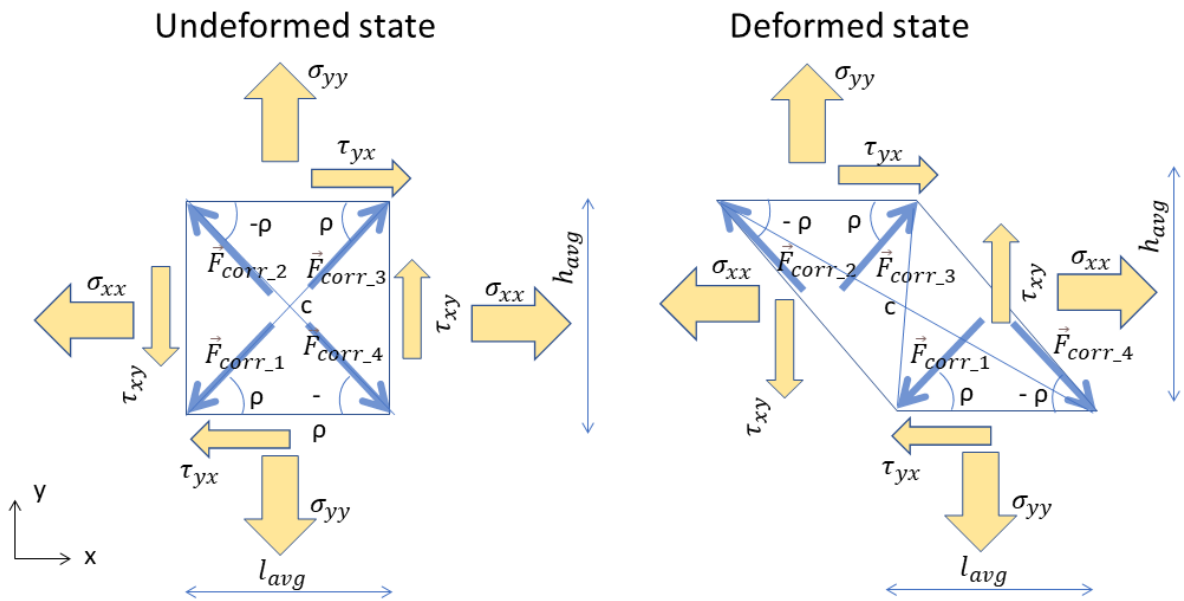 Undeformed state
σyy
τyx
-ρ ρ
F⃗corr_2 F⃗corr_3
havg
σxx
c
σxx
τxy
F⃗corr_1 F⃗corr_4
τxy
ρ -
ρ
τyx
σyy
y
x
lavg
Deformed state
σyy
τyx
- ρ ρ
havg
F⃗corr_2 F⃗corr_3
σxx
τxy
σxx
c
F⃗corr_1 F⃗corr_4
τxy
ρ - ρ
τyx
σyy
lavg